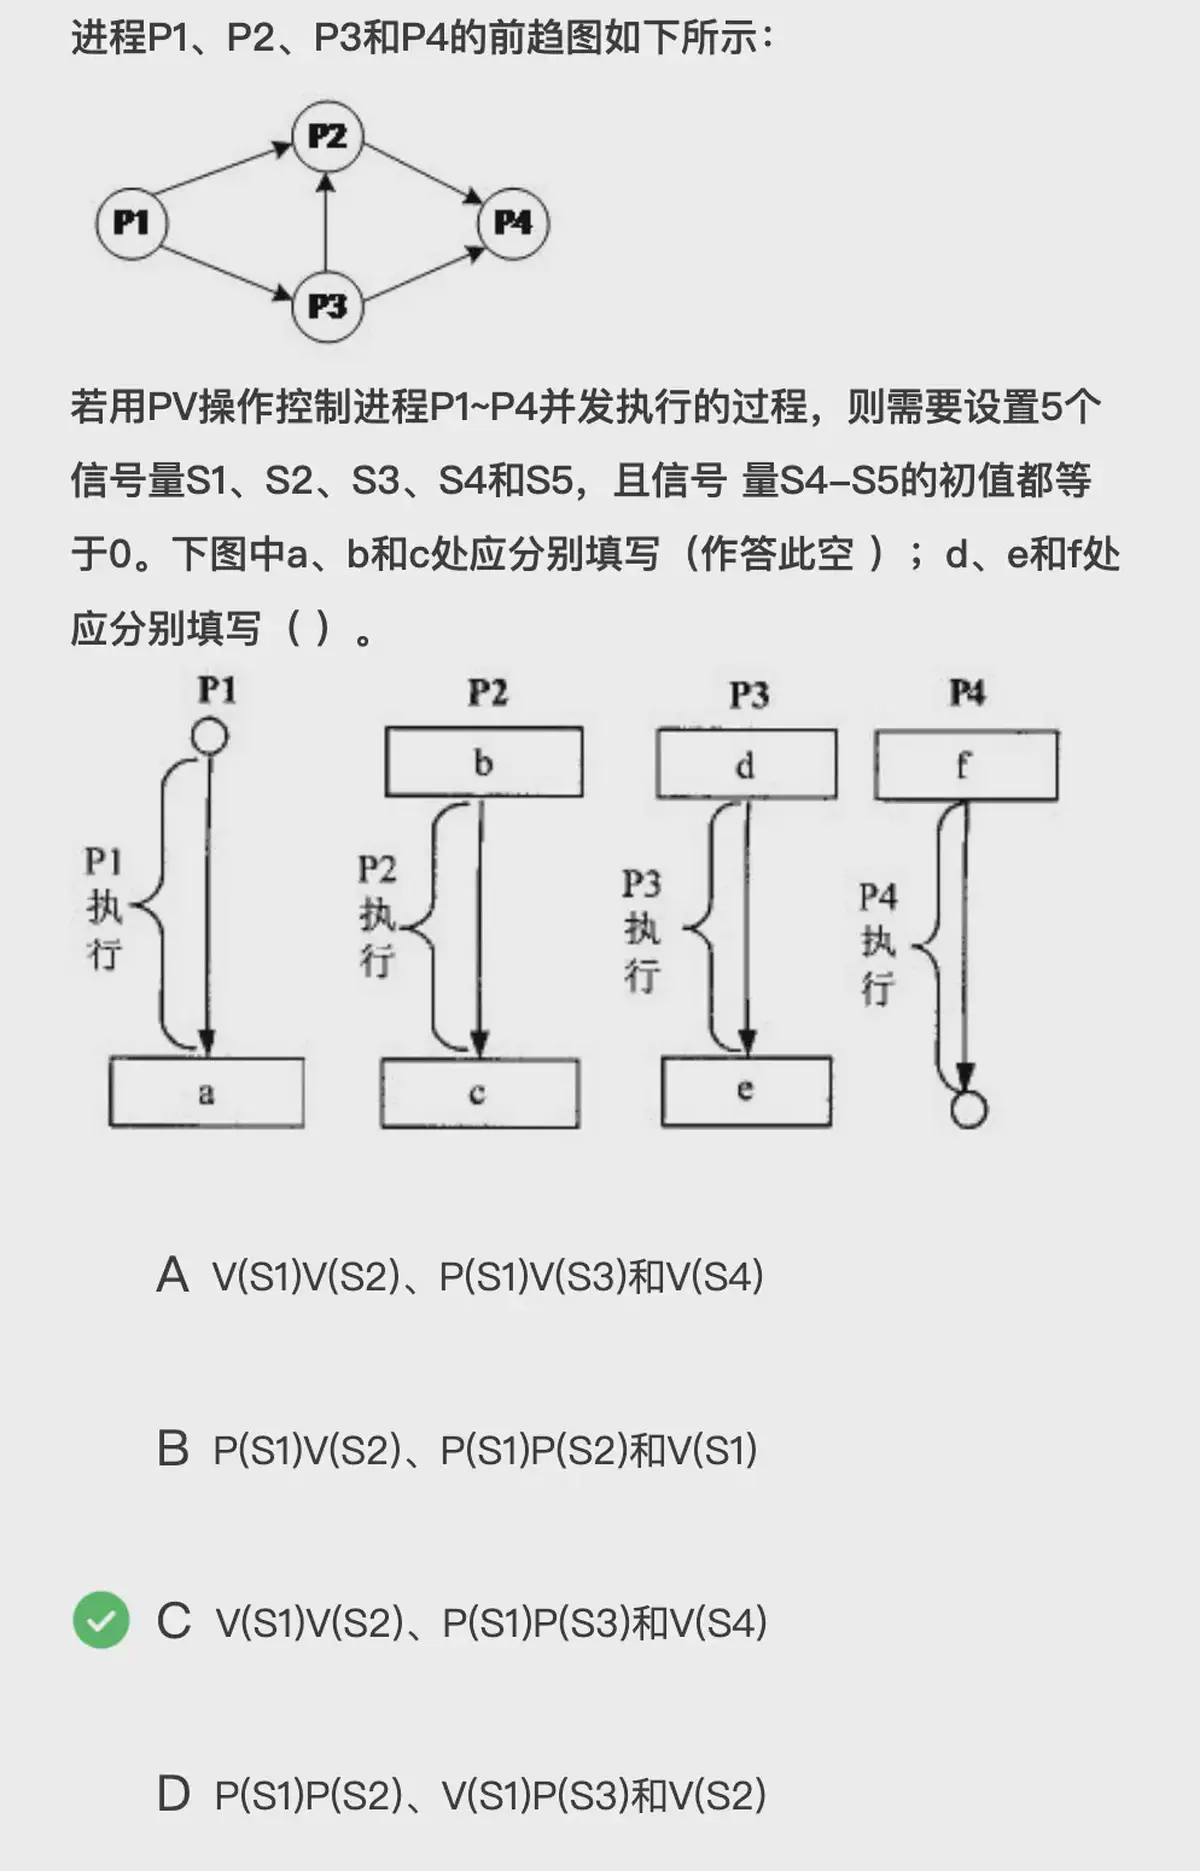 进程P1、P2、P3和P4的前趋图如下所示：
P2
P1
P4
P3
若用PV操作控制进程P1~P4并发执行的过程，则需要设置5个
信号量S1、S2、S3、S4和S5，且信号 量S4–S5的初值都等
于0。下图中a、b和c处应分别填写（作答此空 ）；d、e和f处
应分别填写（ ）。
P1 P2 P3 P4
b d f
P1 执行
P2 执行
P3 执行
P4 执行
a c e
A V(S1)V(S2)、P(S1)V(S3)和V(S4)
B P(S1)V(S2)、P(S1)P(S2)和V(S1)
C V(S1)V(S2)、P(S1)P(S3)和V(S4)
D P(S1)P(S2)、V(S1)P(S3)和V(S2)